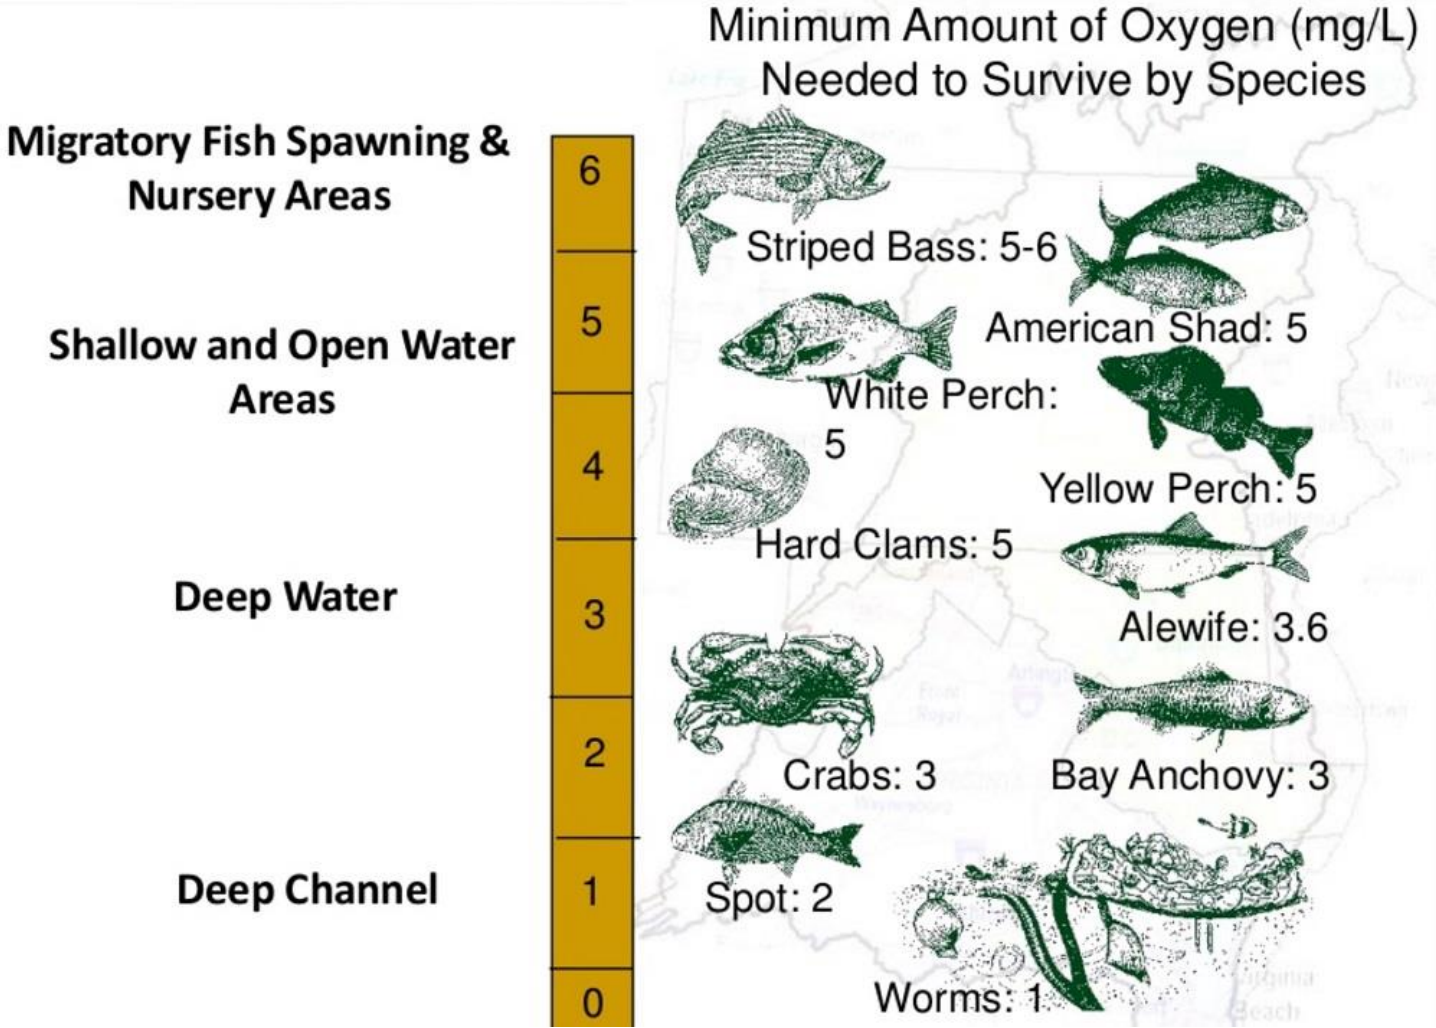 Minimum Amount of Oxygen (mg/L)
Needed to Survive by Species
Migratory Fish Spawning &
Nursery Areas
6
Striped Bass: 5-6
5
American Shad: 5
Shallow and Open Water
Areas
White Perch:
5
4
Yellow Perch: 5
Hard Clams: 5
Deep Water
3
Alewife: 3.6
2
Crabs: 3
Bay Anchovy: 3
Deep Channel
1
Spot: 2
Worms: 1
0
Virginia
Beach